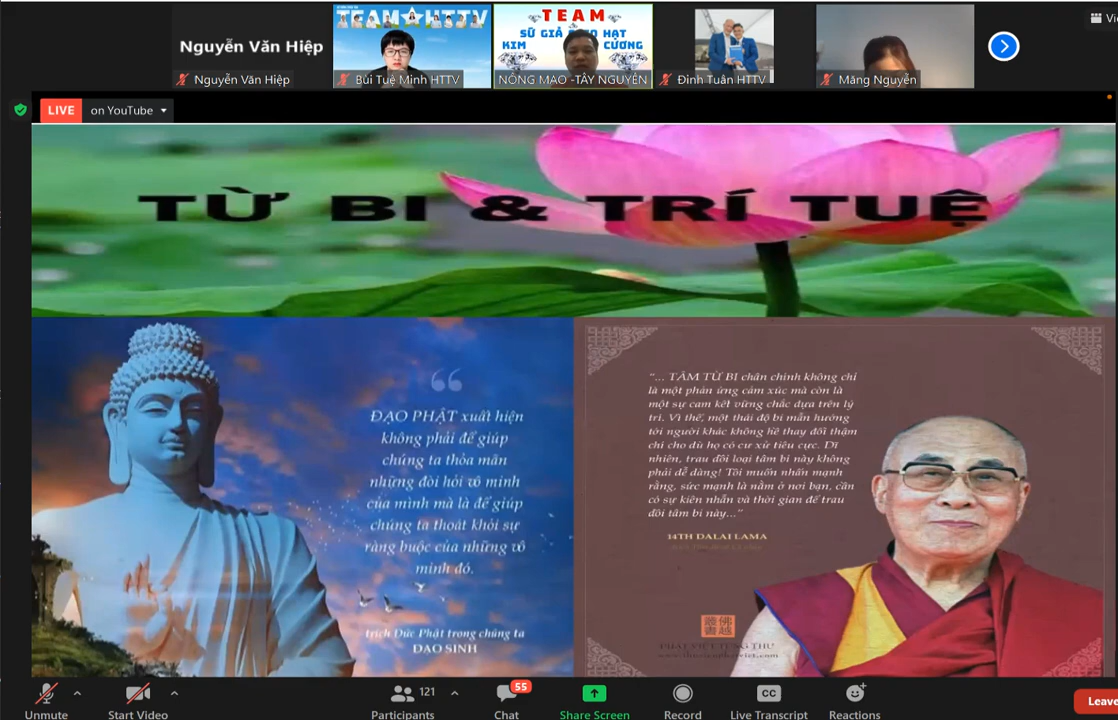 Nguyễn Văn Hiệp
Nguyễn Văn Hiệp
TEAM HTTV
Bùi Tuệ Minh HTTV
TEAM
SỨ GIẢ HẠT
KIM CƯƠNG
NÔNG MẠO -TÂY NGUYÊN
Đinh Tuân HTTV
Măng Nguyễn
LIVE on YouTube
TỪ BI & TRÍ TUỆ
ĐẠO PHẬT xuất hiện
không phải để giúp
chúng ta thỏa mãn
những đòi hỏi vô minh
của mình mà là để giúp
chúng ta thoát khỏi sự
ràng buộc của những vô
minh đó.
trích Đức Phật trong chúng ta
ĐẠO SINH
“... TÂM TỪ BI chân chính không chỉ
là một phản ứng cảm xúc mà còn là
một sự cam kết vững chắc dựa trên lý
trí. Vì thế, một thái độ bi mẫn hướng
tới người khác không hề thay đổi thậm
chí cho dù họ có cư xử tiêu cực. Dĩ
nhiên, trau dồi loại tâm bi này không
phải dễ dàng! Tôi muốn nhấn mạnh
rằng, sức mạnh là nằm ở nơi bạn, cần
có sự kiên nhẫn và thời gian để trau
dồi tâm bi này...”
14TH DALAI LAMA
PHẬT VIỆT TÙNG THƯ
Unmute
Start Video
121
Participants
55
Chat
Share Screen
Record
CC
Live Transcript
Reactions
Leave